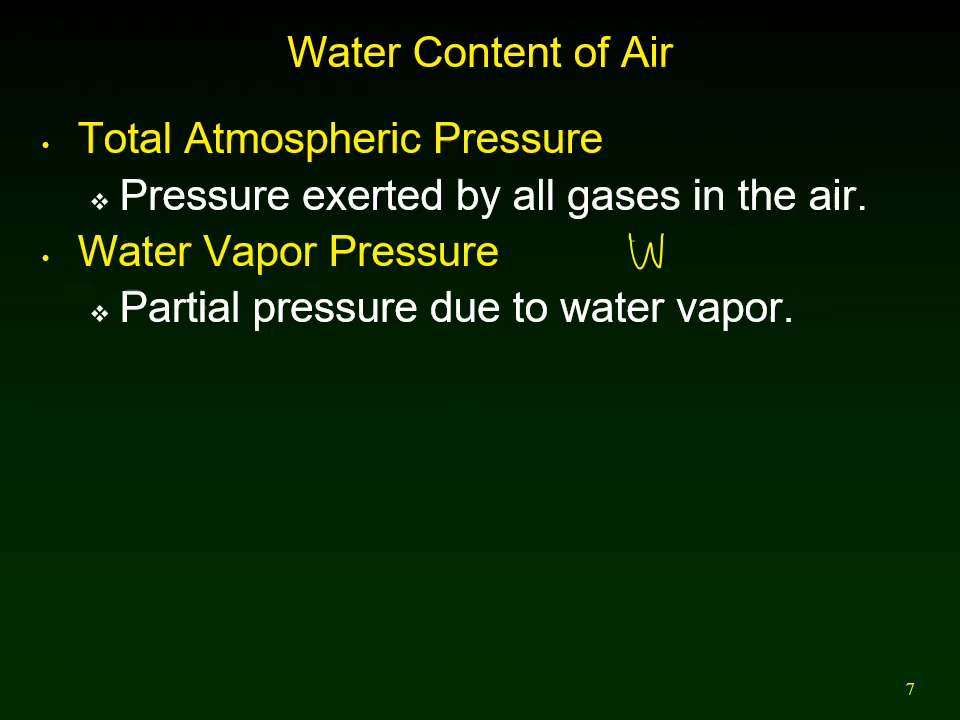 Water Content of Air
• Total Atmospheric Pressure
❖ Pressure exerted by all gases in the air.
• Water Vapor Pressure W
❖ Partial pressure due to water vapor.
7